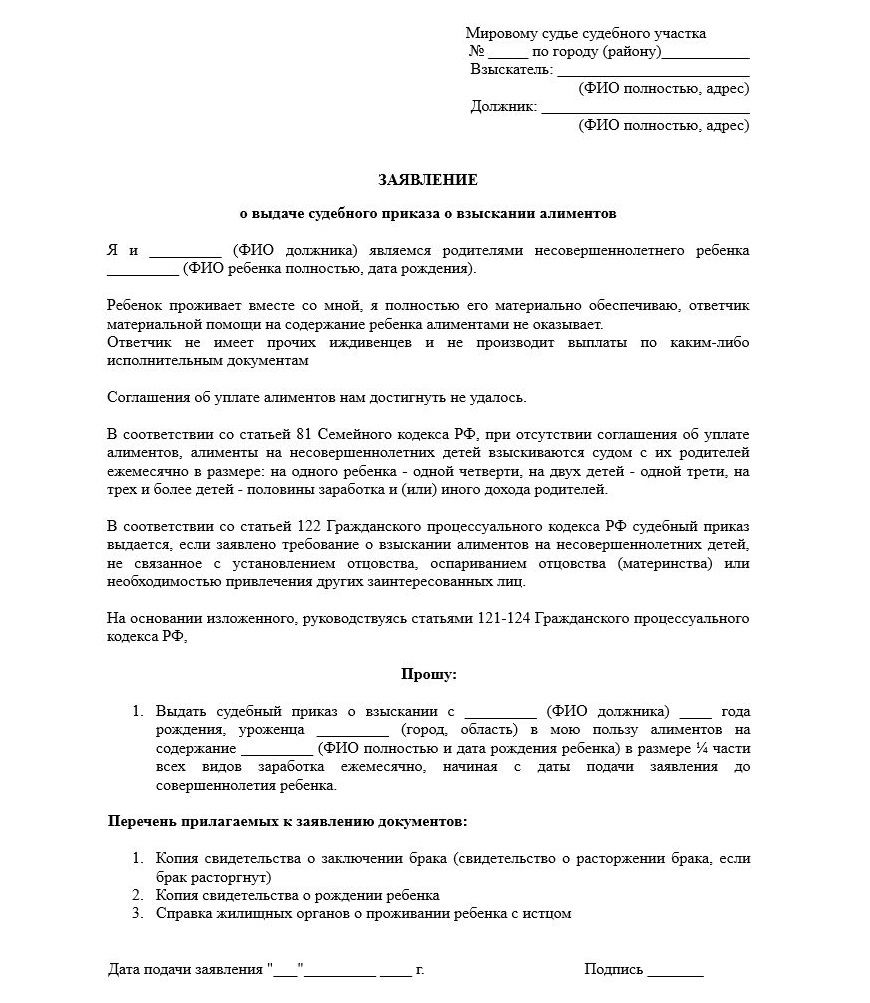 Мировому судье судебного участка
№ _____ по городу (району)___________
Взыскатель: ________________________
(ФИО полностью, адрес)
Должник: __________________________
(ФИО полностью, адрес)
ЗАЯВЛЕНИЕ
о выдаче судебного приказа о взыскании алиментов
Я и _________ (ФИО должника) являемся родителями несовершеннолетнего ребенка
_________ (ФИО ребенка полностью, дата рождения).
Ребенок проживает вместе со мной, я полностью его материально обеспечиваю, ответчик
материальной помощи на содержание ребенка алиментами не оказывает.
Ответчик не имеет прочих иждивенцев и не производит выплаты по каким-либо
исполнительным документам
Соглашения об уплате алиментов нам достигнуть не удалось.
В соответствии со статьей 81 Семейного кодекса РФ, при отсутствии соглашения об уплате
алиментов, алименты на несовершеннолетних детей взыскиваются судом с их родителей
ежемесячно в размере: на одного ребенка - одной четверти, на двух детей - одной трети, на
трех и более детей - половины заработка и (или) иного дохода родителей.
В соответствии со статьей 122 Гражданского процессуального кодекса РФ судебный приказ
выдается, если заявлено требование о взыскании алиментов на несовершеннолетних детей,
не связанное с установлением отцовства, оспариванием отцовства (материнства) или
необходимостью привлечения других заинтересованных лиц.
На основании изложенного, руководствуясь статьями 121-124 Гражданского процессуального
кодекса РФ,
Прошу:
1. Выдать судебный приказ о взыскании с _________ (ФИО должника) ____ года
рождения, уроженца _________ (город, область) в мою пользу алиментов на
содержание _________ (ФИО полностью и дата рождения ребенка) в размере ¼ части
всех видов заработка ежемесячно, начиная с даты подачи заявления до
совершеннолетия ребенка.
Перечень прилагаемых к заявлению документов:
1. Копия свидетельства о заключении брака (свидетельство о расторжении брака, если
брак расторгнут)
2. Копия свидетельства о рождении ребенка
3. Справка жилищных органов о проживании ребенка с истцом
Дата подачи заявления "___"_________ ____ г. Подпись _______